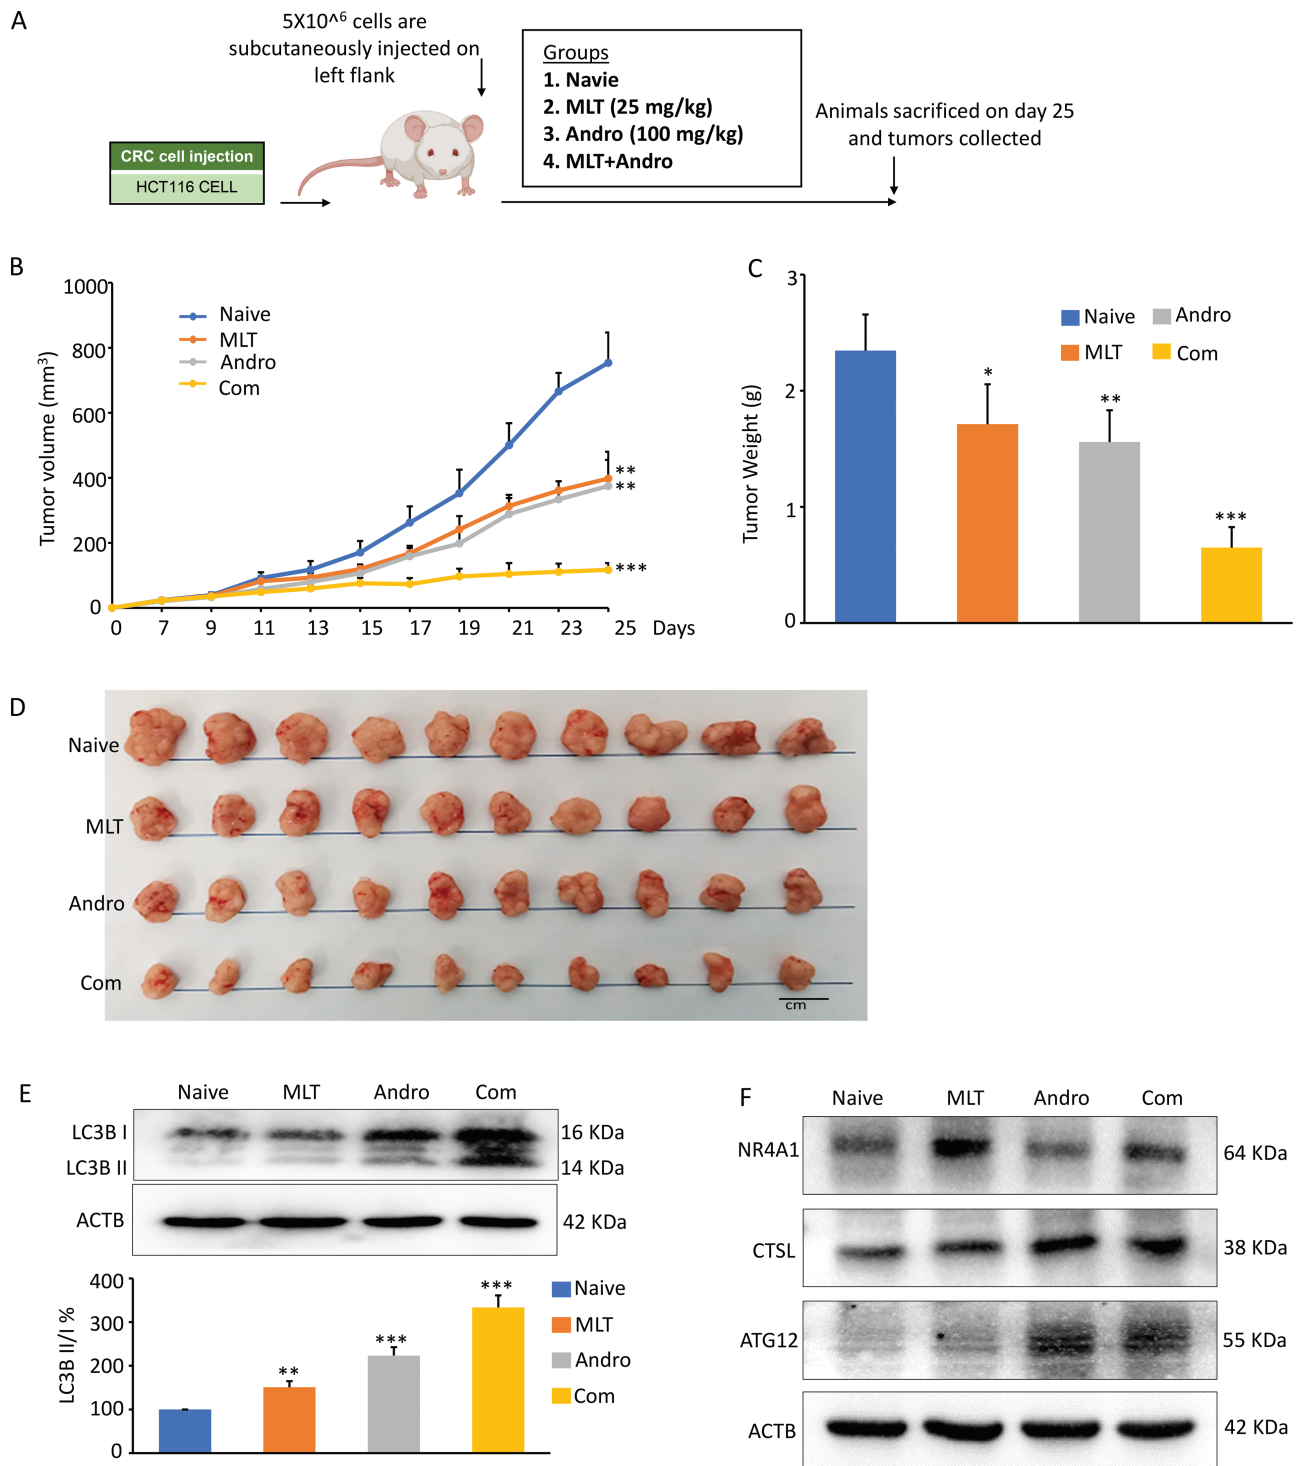 A
5X10^6 cells are
subcutaneously injected on
left flank
CRC cell injection
HCT116 CELL
Groups
1. Navie
2. MLT (25 mg/kg)
3. Andro (100 mg/kg)
4. MLT+Andro
Animals sacrificed on day 25
and tumors collected
B
Tumor volume (mm³)
1000
800
600
400
200
0
Naive
MLT
Andro
Com
**
**
***
0 7 9 11 13 15 17 19 21 23 25 Days
C
Tumor Weight (g)
3
2
1
0
Naive Andro
MLT Com
*
**
***
D
Naive
MLT
Andro
Com
cm
E
Naive MLT Andro Com
LC3B I 16 KDa
LC3B II 14 KDa
ACTB 42 KDa
LC3B II/I %
400
300
200
100
0
**
***
***
Naive
MLT
Andro
Com
F
Naive MLT Andro Com
NR4A1 64 KDa
CTSL 38 KDa
ATG12 55 KDa
ACTB 42 KDa